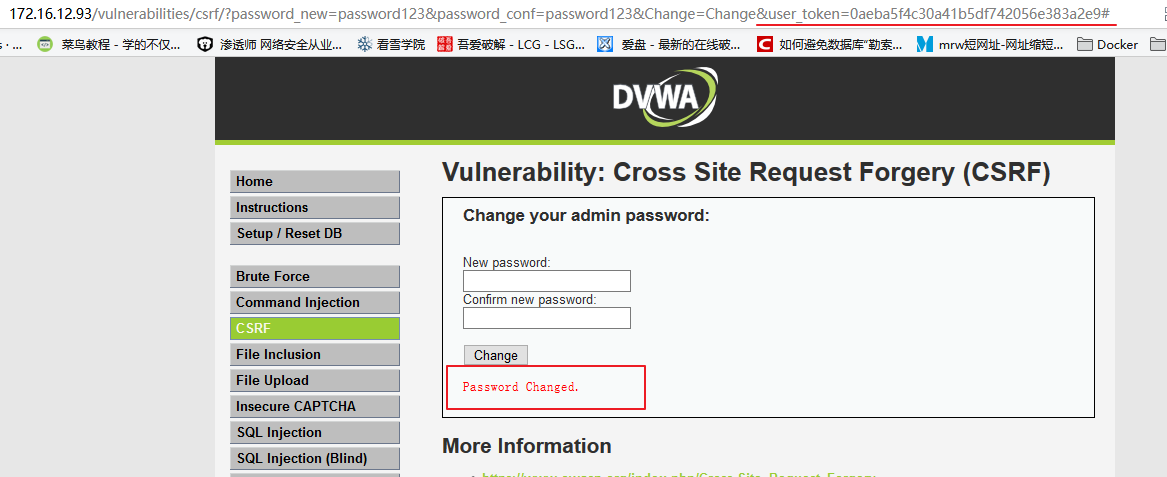 172.16.12.93/vulnerabilities/csrf/?password_new=password123&password_conf=password123&Change=Change&user_token=0aeba5f4c30a41b5df742056e383a2e9#
s · ... 菜鸟教程 - 学的不仅... 渗透师 网络安全从业... 看雪学院 吾爱破解 - LCG - LSG... 爱盘 - 最新的在线破... 如何避免数据库"勒索... mrw短网址-网址缩短... Docker
DVWA
Home
Instructions
Setup / Reset DB
Brute Force
Command Injection
CSRF
File Inclusion
File Upload
Insecure CAPTCHA
SQL Injection
SQL Injection (Blind)
Vulnerability: Cross Site Request Forgery (CSRF)
Change your admin password:
New password:
Confirm new password:
Change
Password Changed.
More Information